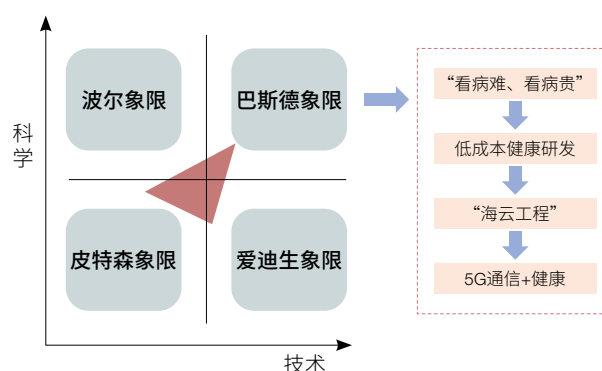 波尔象限
巴斯德象限
“看病难、看病贵”
科学
低成本健康研发
“海云工程”
皮特森象限
爱迪生象限
5G通信+健康
技术